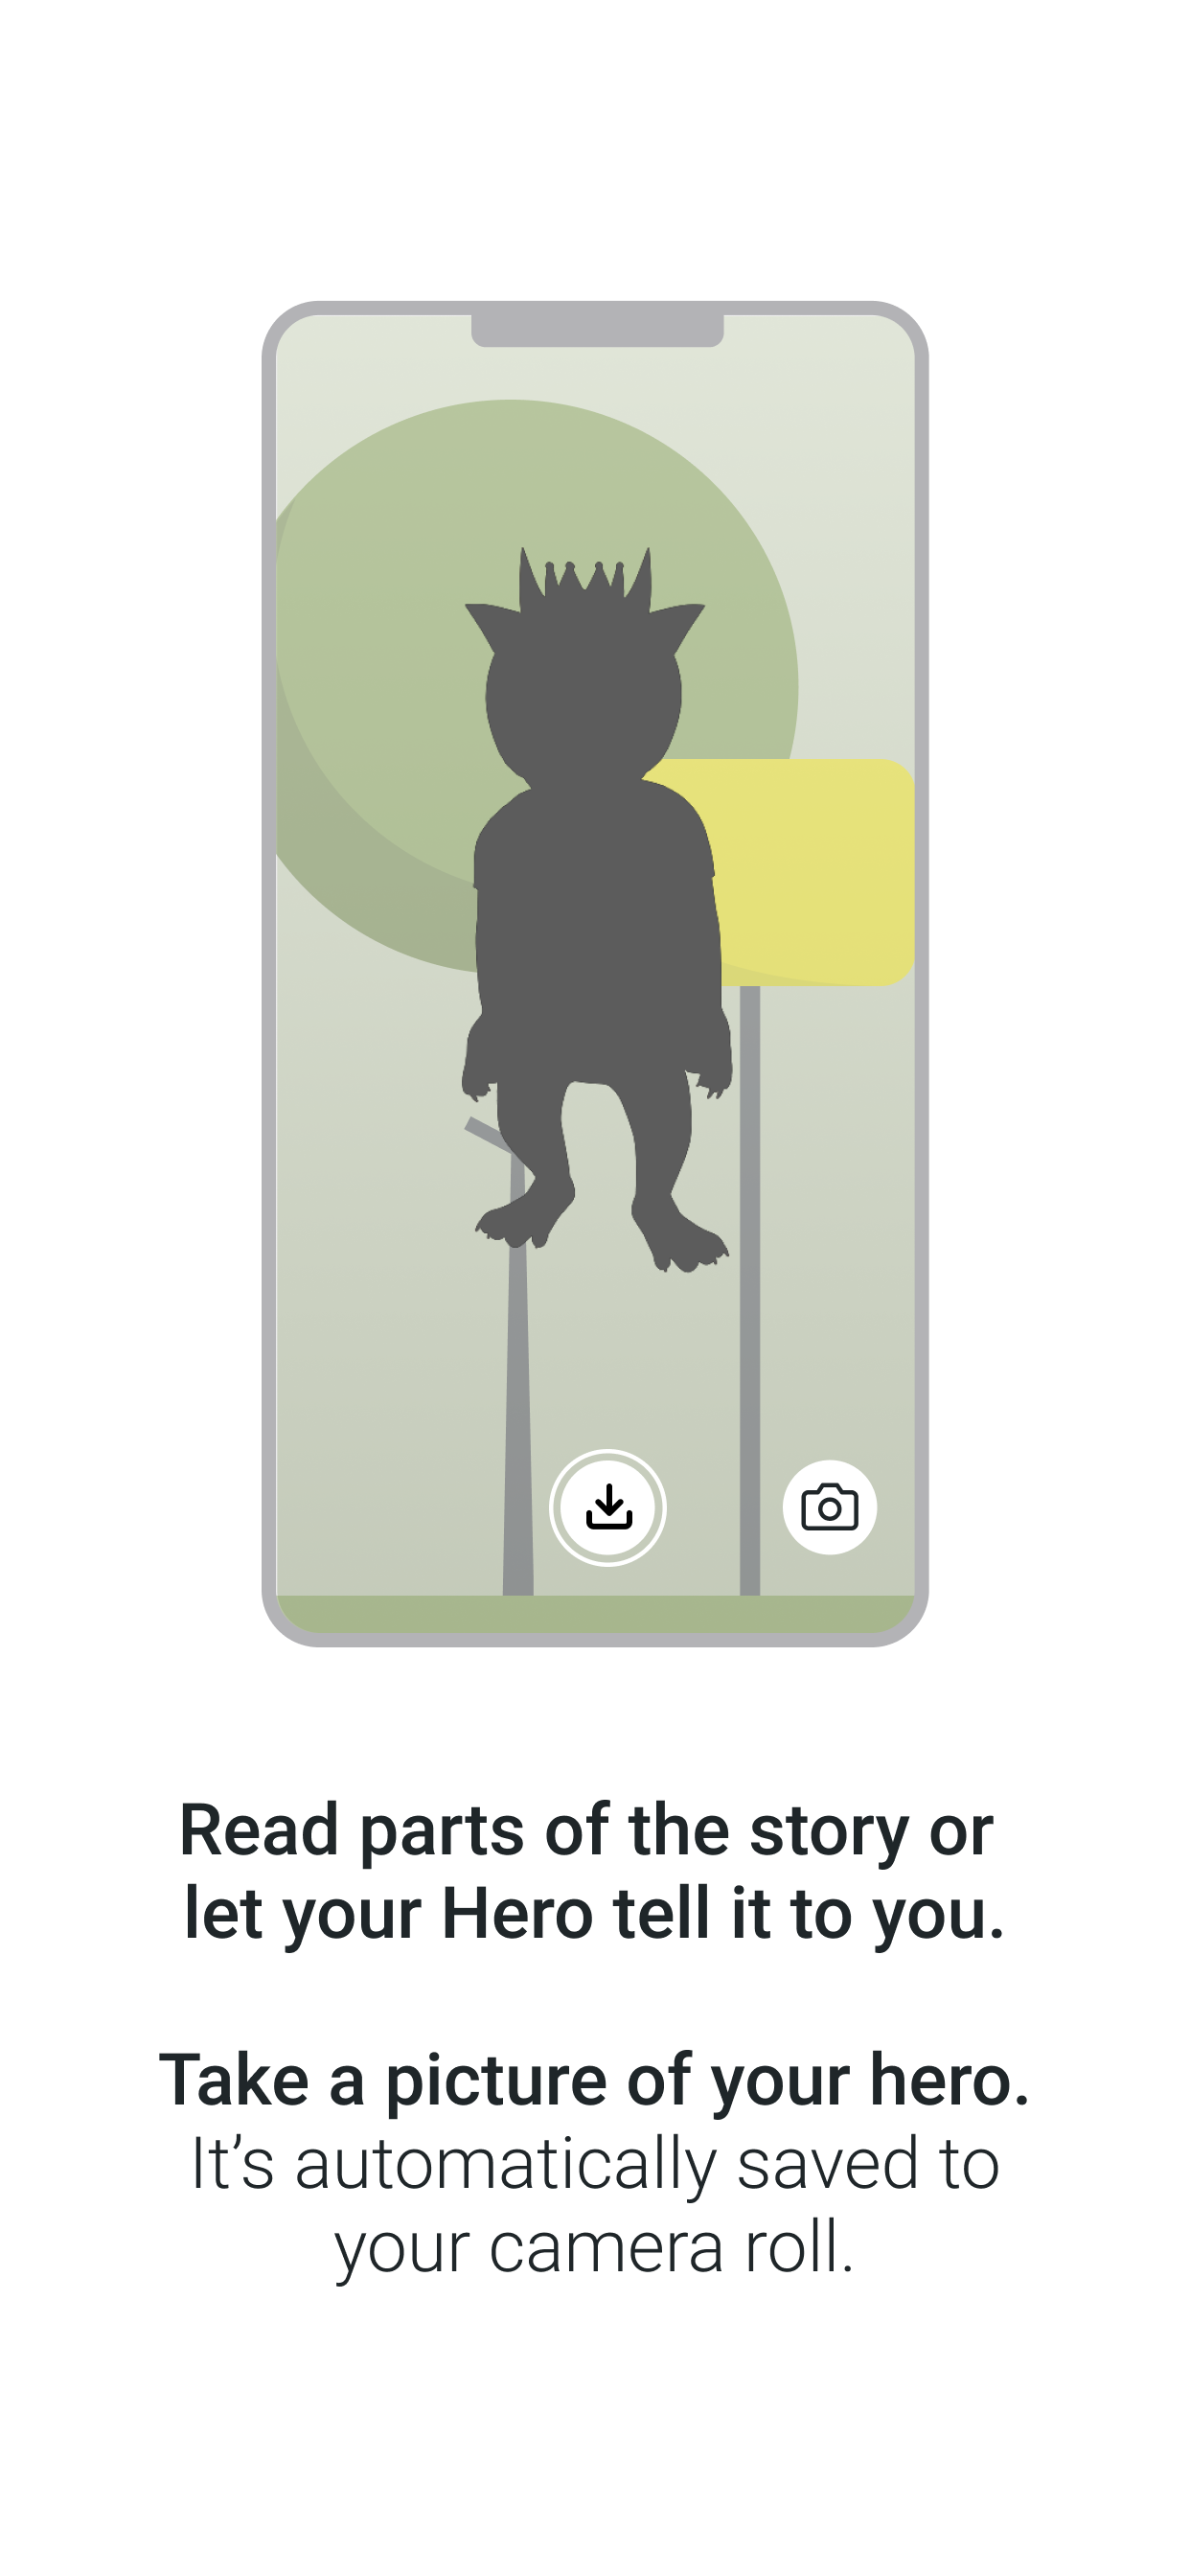 Read parts of the story or
let your Hero tell it to you.
Take a picture of your hero.
It’s automatically saved to
your camera roll.